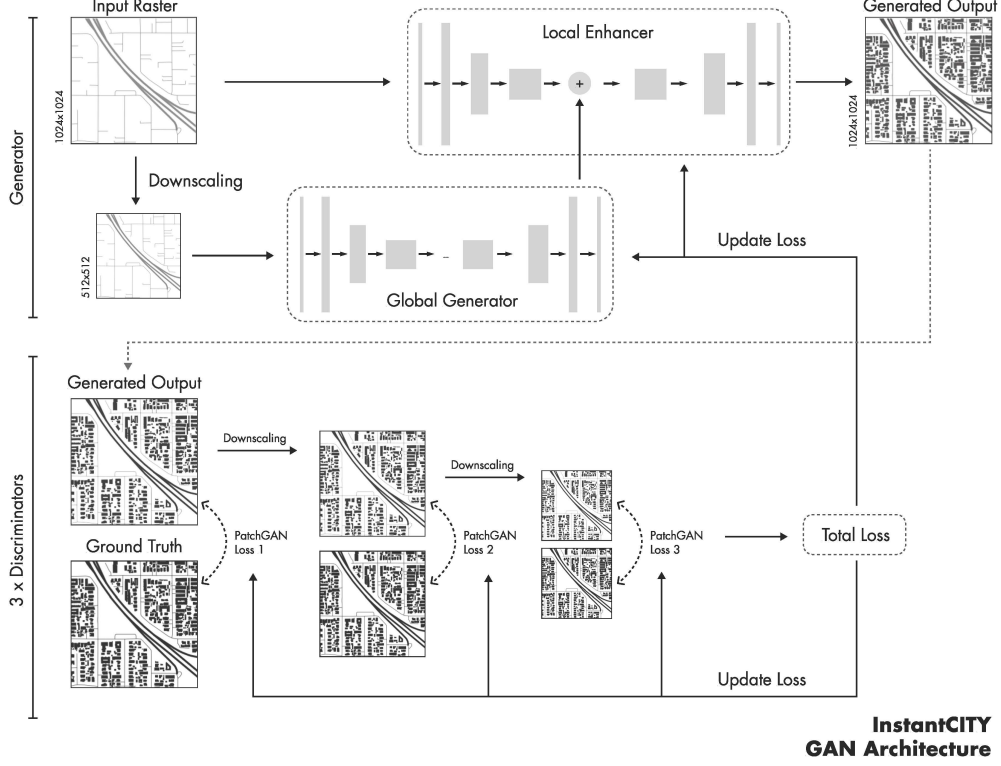 Input Raster
Local Enhancer
Generated Output
1024x1024
+
1024x1024
Generator
Downscaling
512x512
Global Generator
Update Loss
Generated Output
Downscaling
Downscaling
3 x Discriminators
PatchGAN
Loss 1
PatchGAN
Loss 2
PatchGAN
Loss 3
Total Loss
Ground Truth
Update Loss
InstantCITY
GAN Architecture